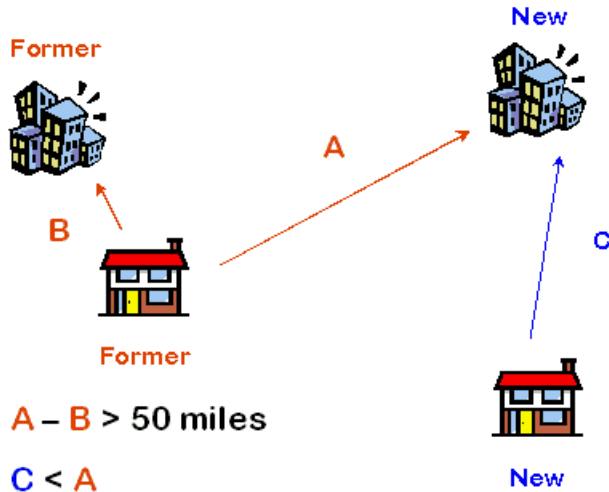 New
Former
A
B
C
Former
A – B > 50 miles
C < A
New